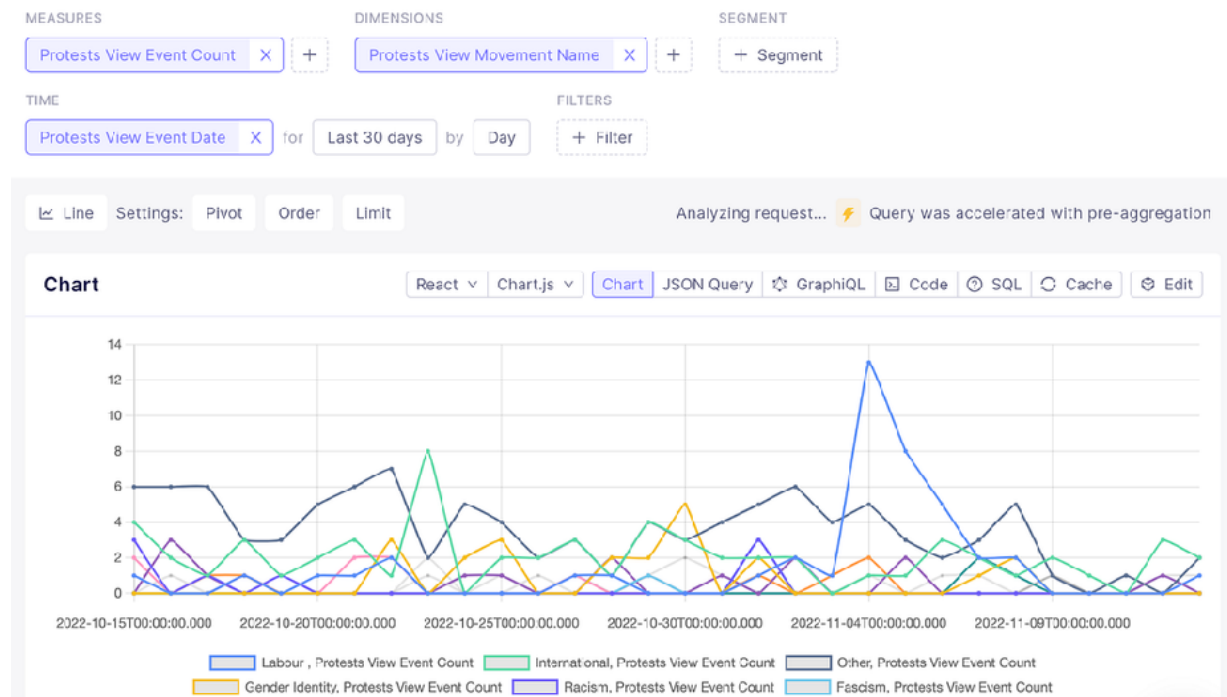 MEASURES DIMENSIONS SEGMENT
Protests View Event Count × + Protests View Movement Name × + + Segment
TIME FILTERS
Protests View Event Date × for Last 30 days by Day + Filter
Line Settings: Pivot Order Limit Analyzing request... Query was accelerated with pre-aggregation
Chart React Chart.js Chart JSON Query GraphiQL Code SQL Cache Edit
14
12
10
8
6
4
2
0
2022-10-15T00:00:00.000 2022-10-20T00:00:00.000 2022-10-25T00:00:00.000 2022-10-30T00:00:00.000 2022-11-04T00:00:00.000 2022-11-09T00:00:00.000
Labour , Protests View Event Count International, Protests View Event Count Other, Protests View Event Count
Gender Identity, Protests View Event Count Racism, Protests View Event Count Fascism, Protests View Event Count